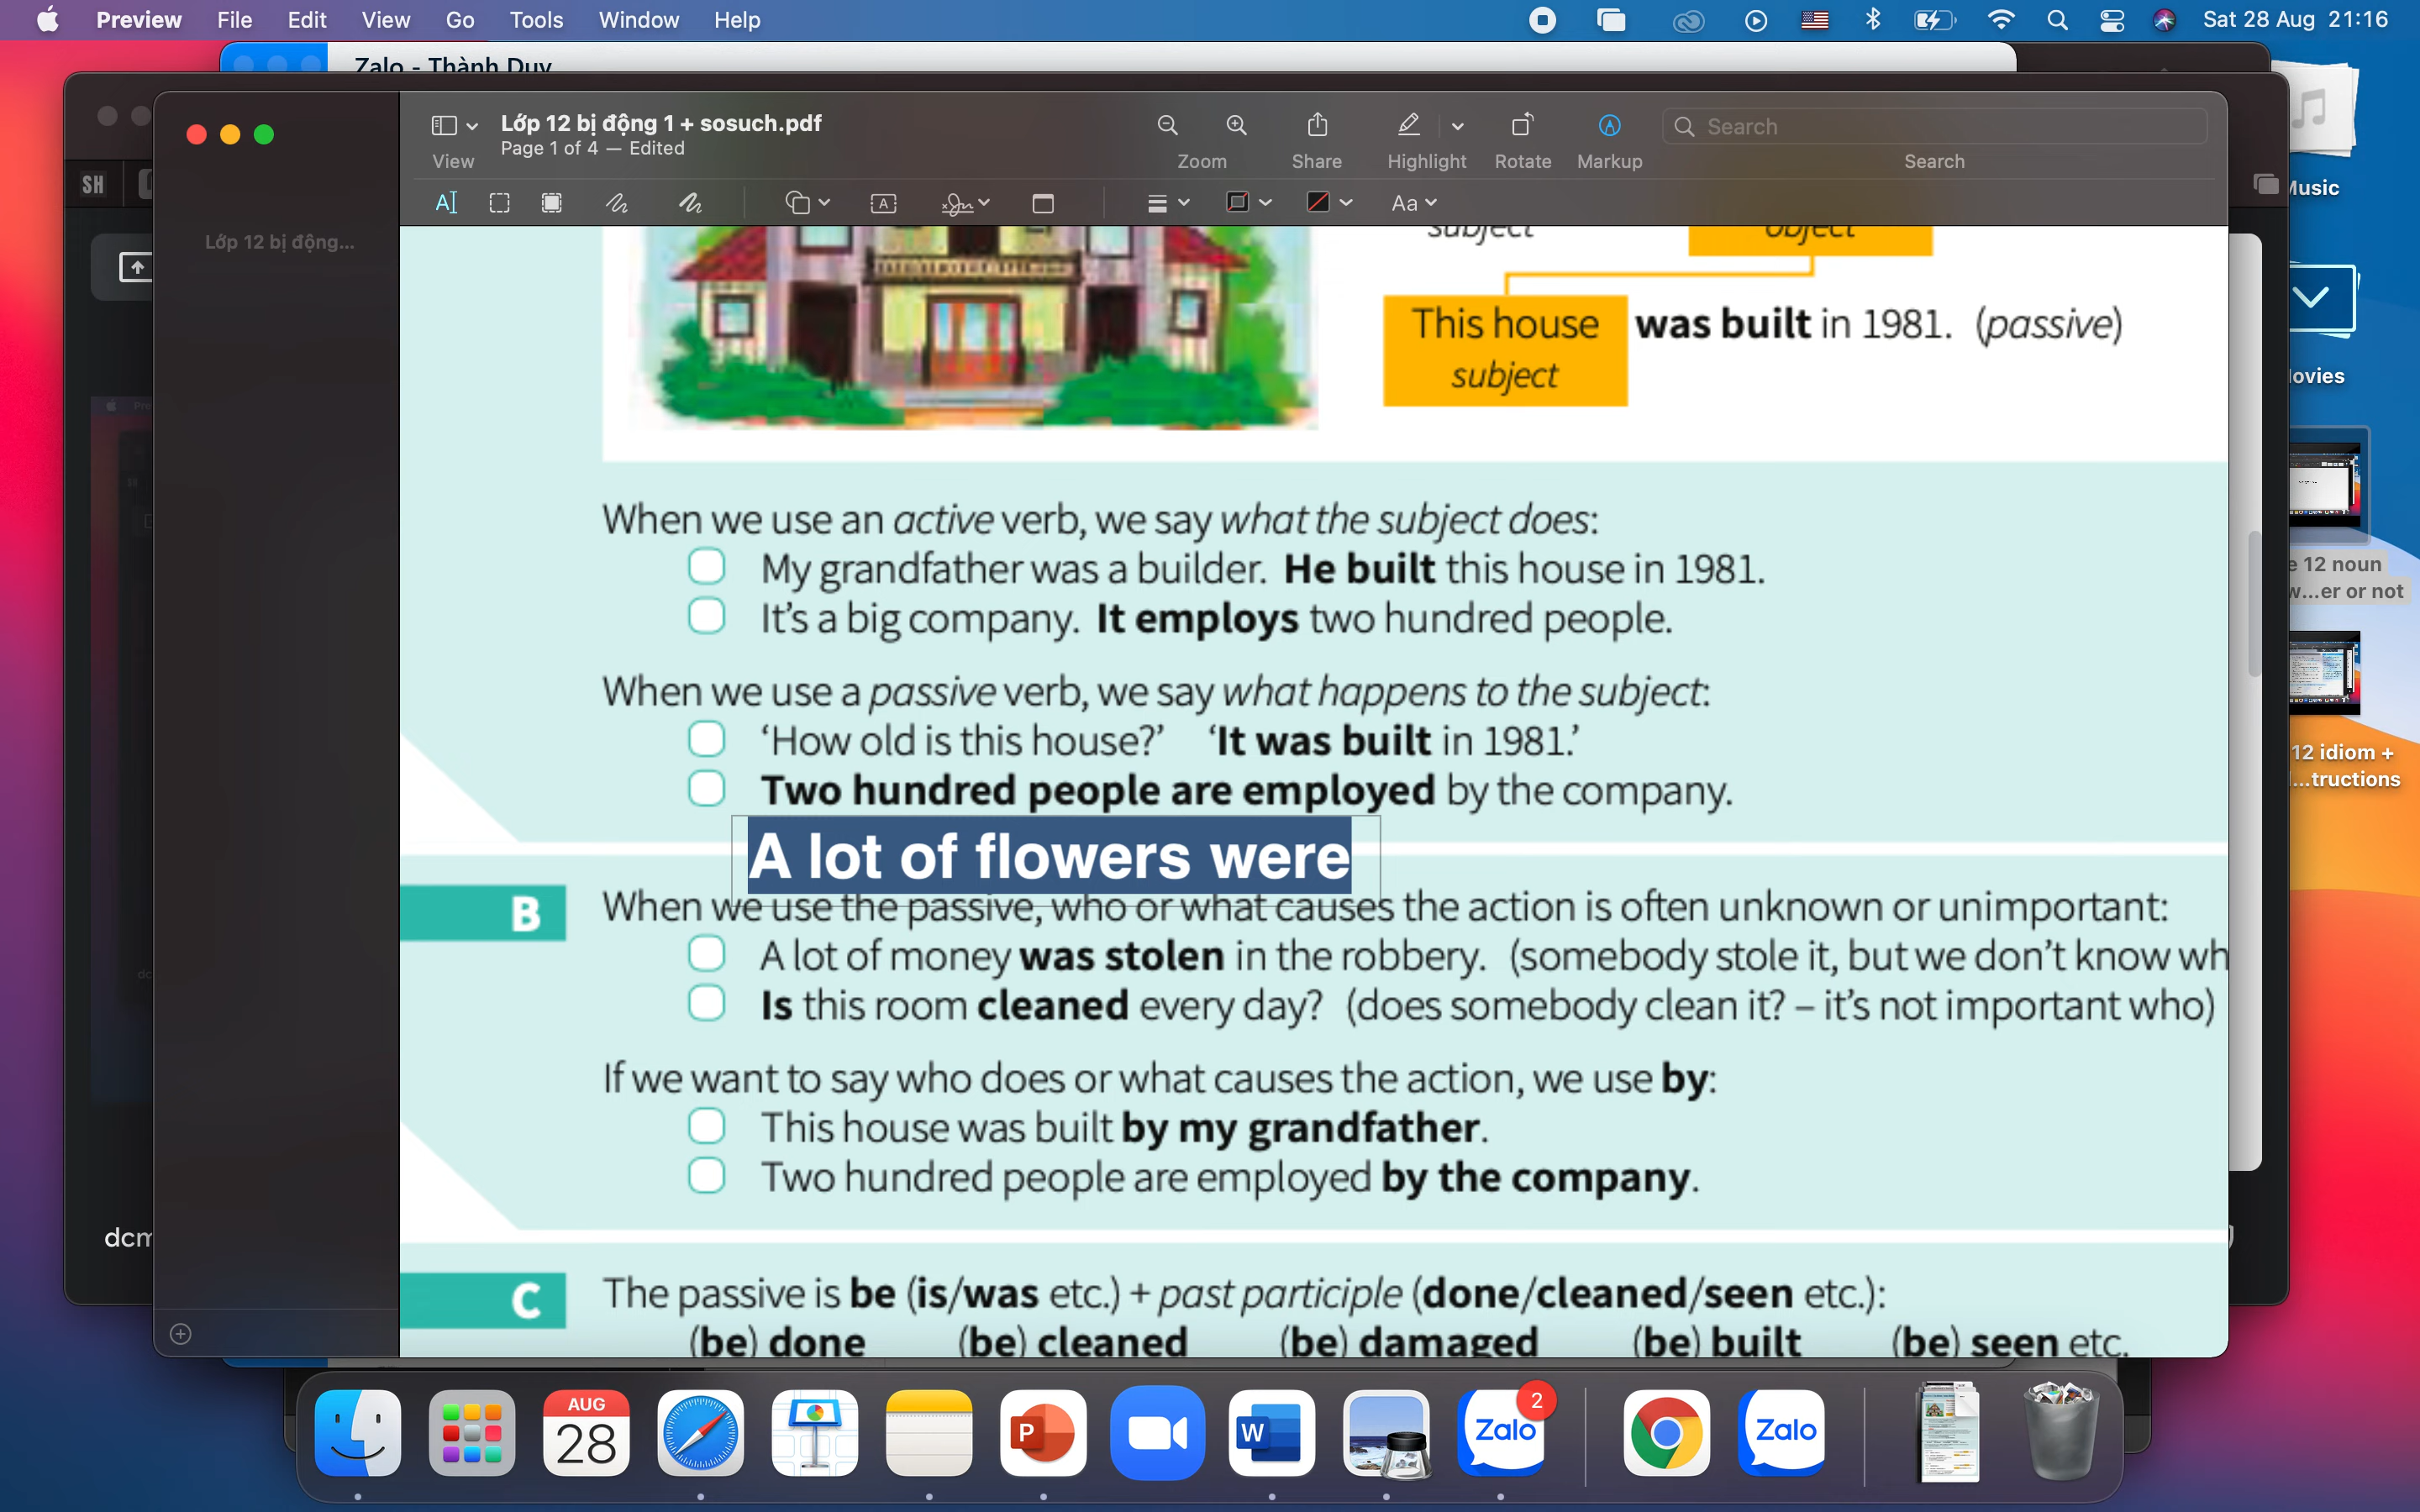 Preview File Edit View Go Tools Window Help Sat 28 Aug 21:16
Zalo - Thành Duy
Lớp 12 bị động 1 + sosuch.pdf
Page 1 of 4 — Edited
View Zoom Share Highlight Rotate Markup Search
Search
SH
Aa
Lớp 12 bị động...
subject object
This house was built in 1981. (passive)
subject
When we use an active verb, we say what the subject does:
My grandfather was a builder. He built this house in 1981.
It’s a big company. It employs two hundred people.
When we use a passive verb, we say what happens to the subject:
‘How old is this house?’ ‘It was built in 1981.’
Two hundred people are employed by the company.
A lot of flowers were
B When we use the passive, who or what causes the action is often unknown or unimportant:
A lot of money was stolen in the robbery. (somebody stole it, but we don’t know wh
Is this room cleaned every day? (does somebody clean it? – it’s not important who)
If we want to say who does or what causes the action, we use by:
This house was built by my grandfather.
Two hundred people are employed by the company.
C The passive is be (is/was etc.) + past participle (done/cleaned/seen etc.):
(be) done (be) cleaned (be) damaged (be) built (be) seen etc.
Music
ovies
e 12 noun
w...er or not
12 idiom +
...tructions
dcm
AUG
28
P
W
Zalo
2
Zalo